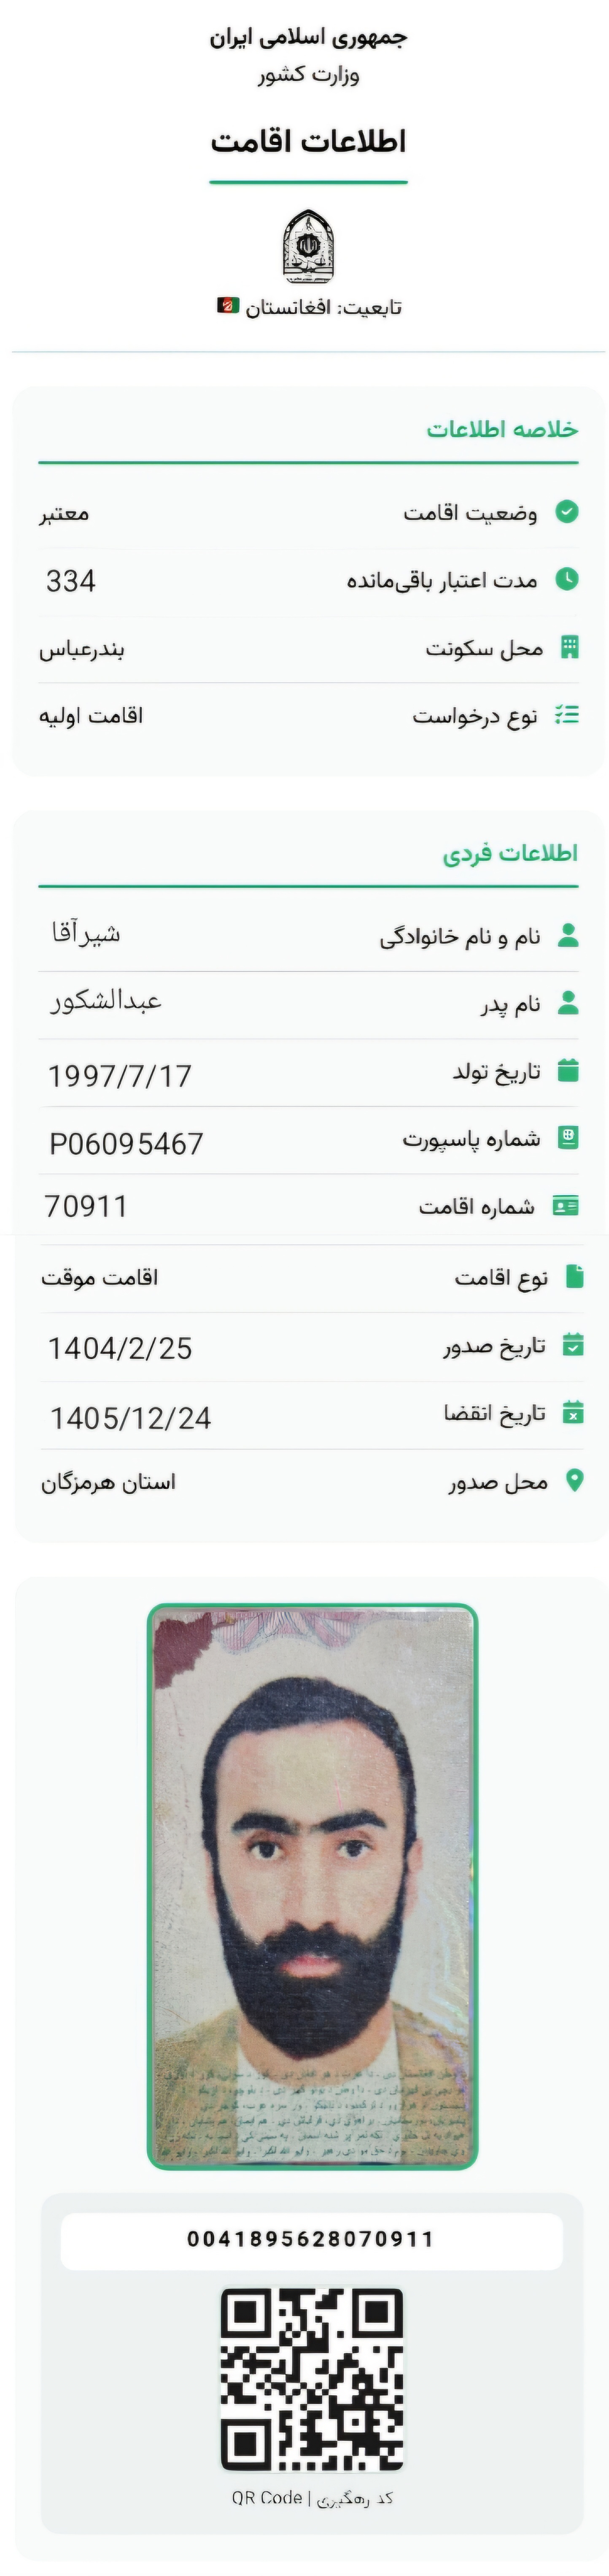 جمهوری اسلامی ایران
وزارت کشور
اطلاعات اقامت
تابعیت: افغانستان
خلاصه اطلاعات
وضعیت اقامت معتبر
مدت اعتبار باقی‌مانده 334
محل سکونت بندرعباس
نوع درخواست اقامت اولیه
اطلاعات فردی
نام و نام خانوادگی شیرآقا
نام پدر عبدالشکور
تاریخ تولد 1997/7/17
شماره پاسپورت P06095467
شماره اقامت 70911
نوع اقامت اقامت موقت
تاریخ صدور 1404/2/25
تاریخ انقضا 1405/12/24
محل صدور استان هرمزگان
0041895628070911
کد رهگیری | QR Code